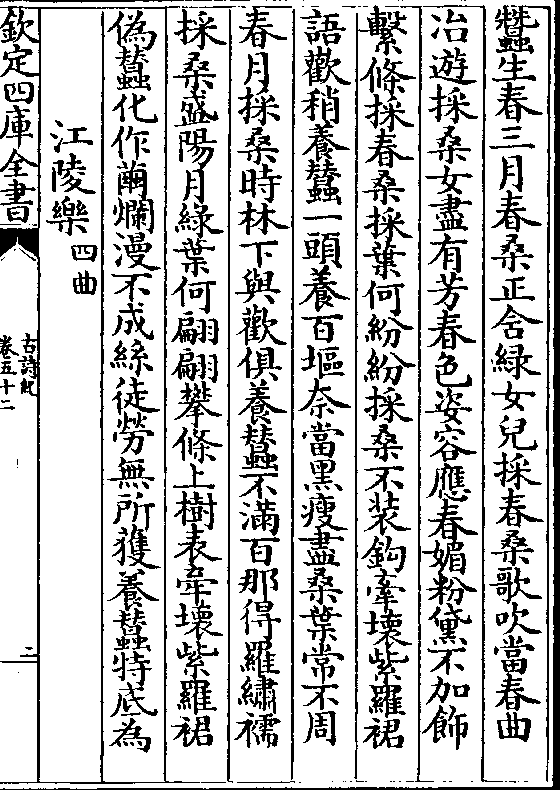 蠶生春三月春桑正含緑女兒採春桑歌吹當春曲
冶遊採桑女盡有芳春色姿容應春媚粉黛不加飾
繫條採春桑採葉何紛紛採桑不装鈎牽壞紫羅裙
語歡稍養蠶一頭養百塸奈當黑瘦盡桑葉常不周
春月採桑時林下與歡俱養蠶不滿百那得羅繡襦
採桑盛陽月緑葉何翩翩攀條上樹表牽壞紫羅裙
偽蠶化作繭爛漫不成絲徒勞無所獲養蠶特底為
江陵樂四曲
欽定四庫全書
古詩紀
卷五十二
二